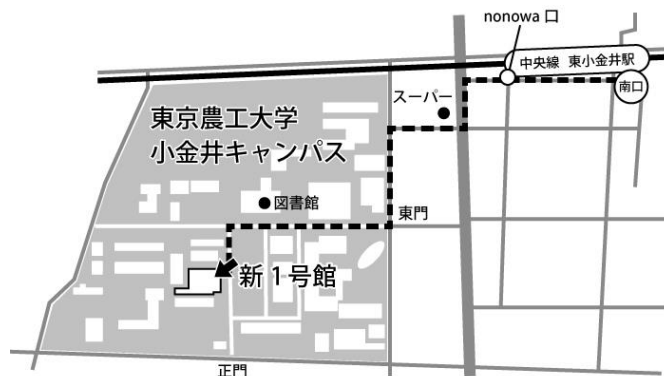 nonowa 口
中央線 東小金井駅
南口
スーパー
東京農工大学
小金井キャンパス
図書館
東門
新1号館
正門